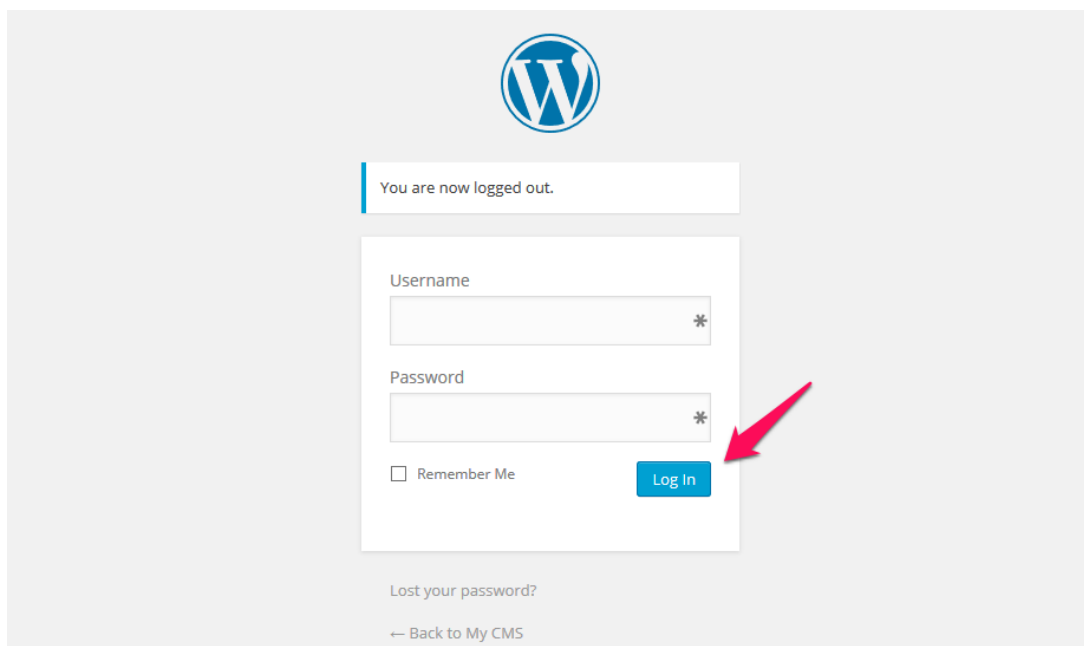 You are now logged out.
Username
Password
Remember Me
Log In
Lost your password?
← Back to My CMS